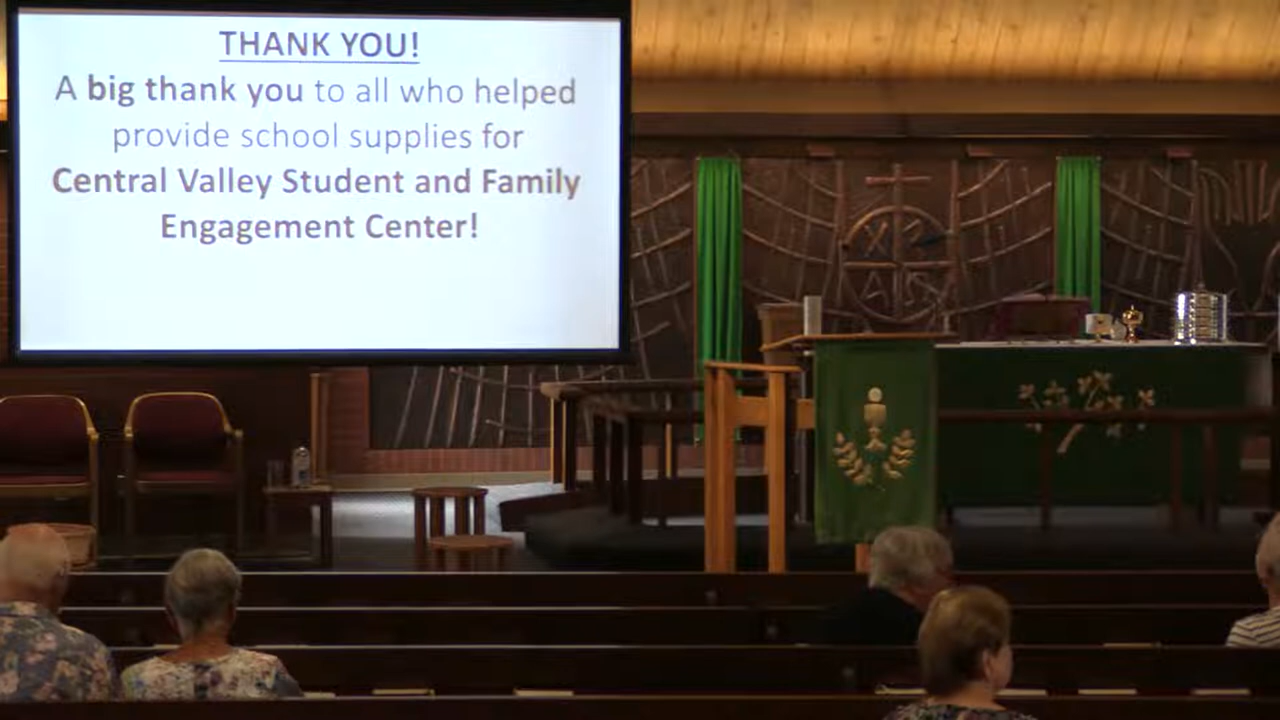 THANK YOU!
A big thank you to all who helped
provide school supplies for
Central Valley Student and Family
Engagement Center!